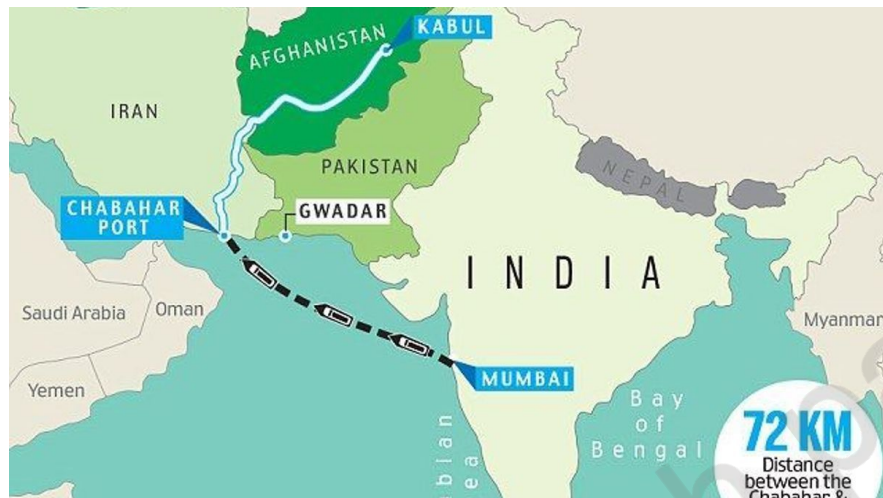 KABUL
AFGHANISTAN
IRAN
PAKISTAN
NEPAL
CHABAHAR
PORT
GWADAR
INDIA
Saudi Arabia
Oman
Myanmar
Yemen
MUMBAI
Bay
of
Bengal
72 KM
Distance
between the
Chabahar &